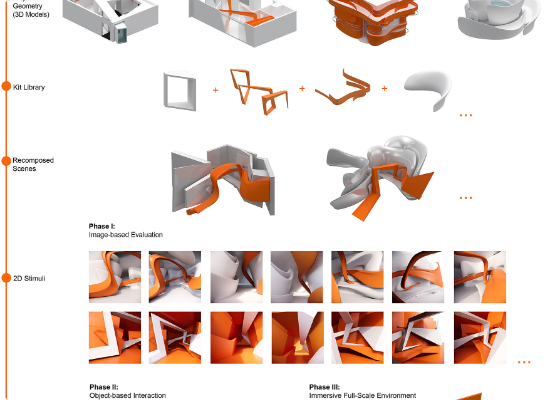 Geometry
(3D Models)
Kit Library
+
+
+
...
Recomposed
Scenes
...
Phase I:
Image-based Evaluation
2D Stimuli
...
Phase II:
Object-based Interaction
Phase III:
Immersive Full-Scale Environment